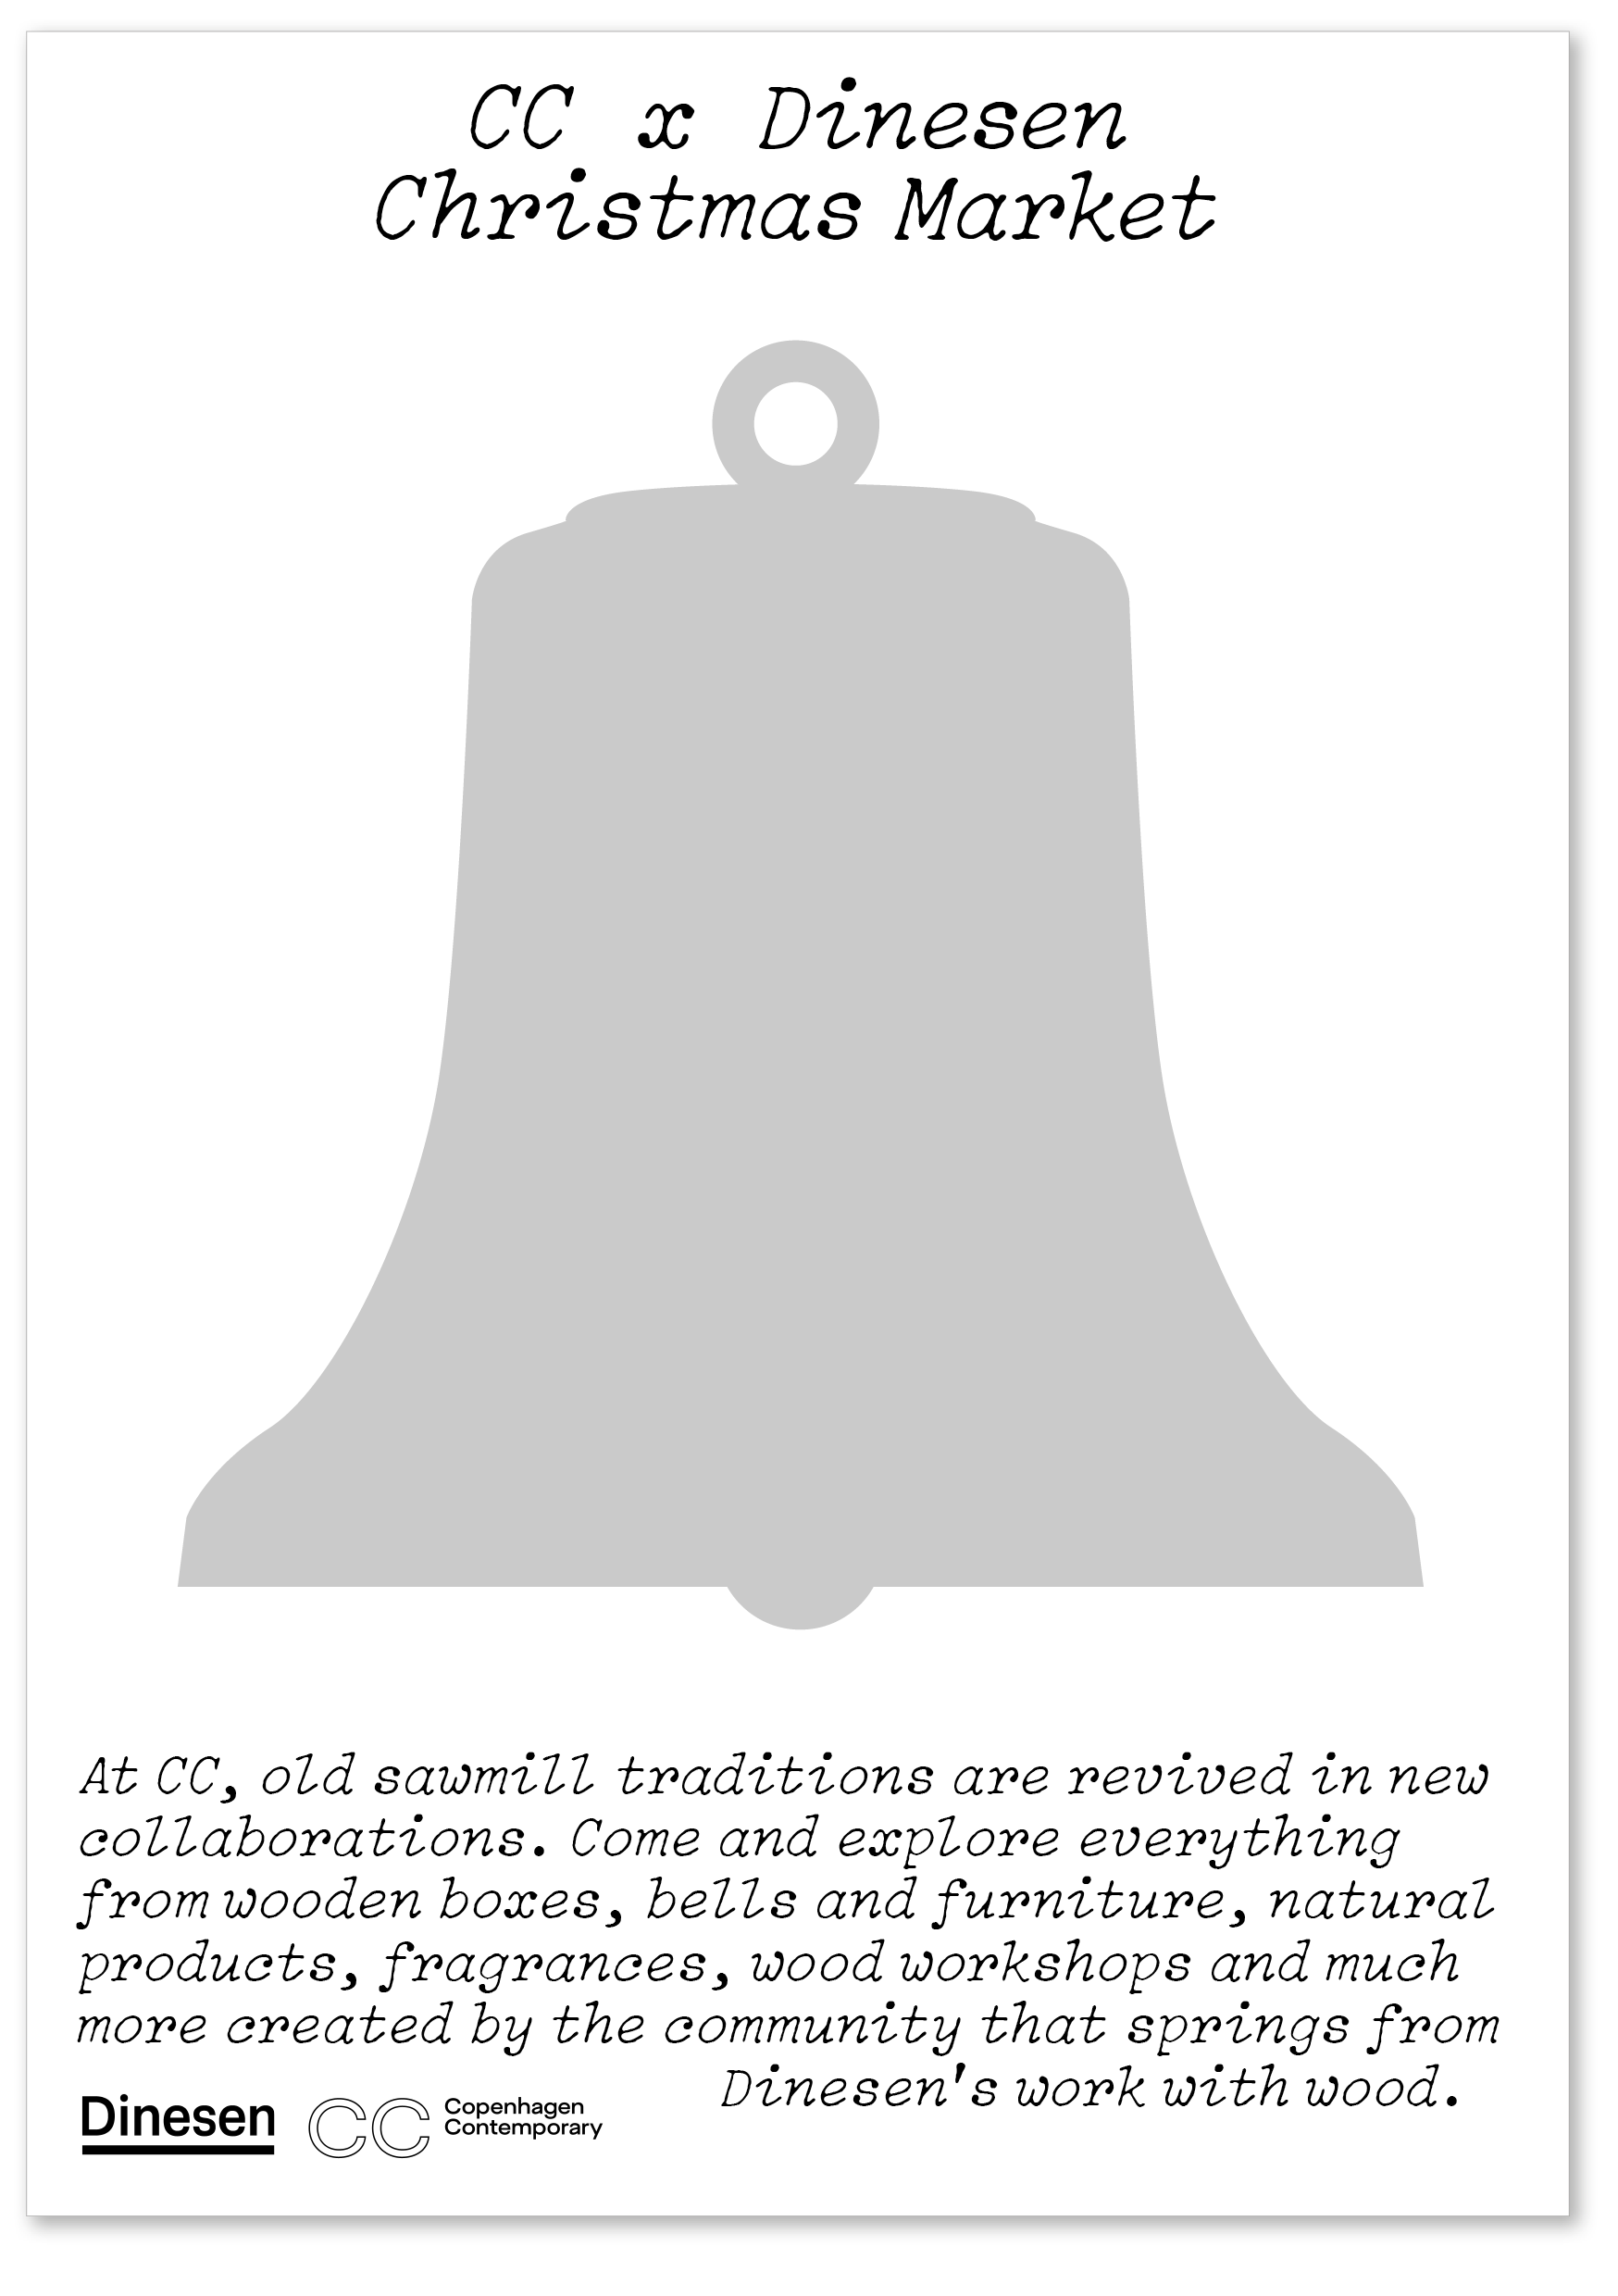 CC x Dinesen
Christmas Market
At CC, old sawmill traditions are revived in new
collaborations. Come and explore everything
from wooden boxes, bells and furniture, natural
products, fragrances, wood workshops and much
more created by the community that springs from
Dinesen's work with wood.
Dinesen
CC
Copenhagen
Contemporary